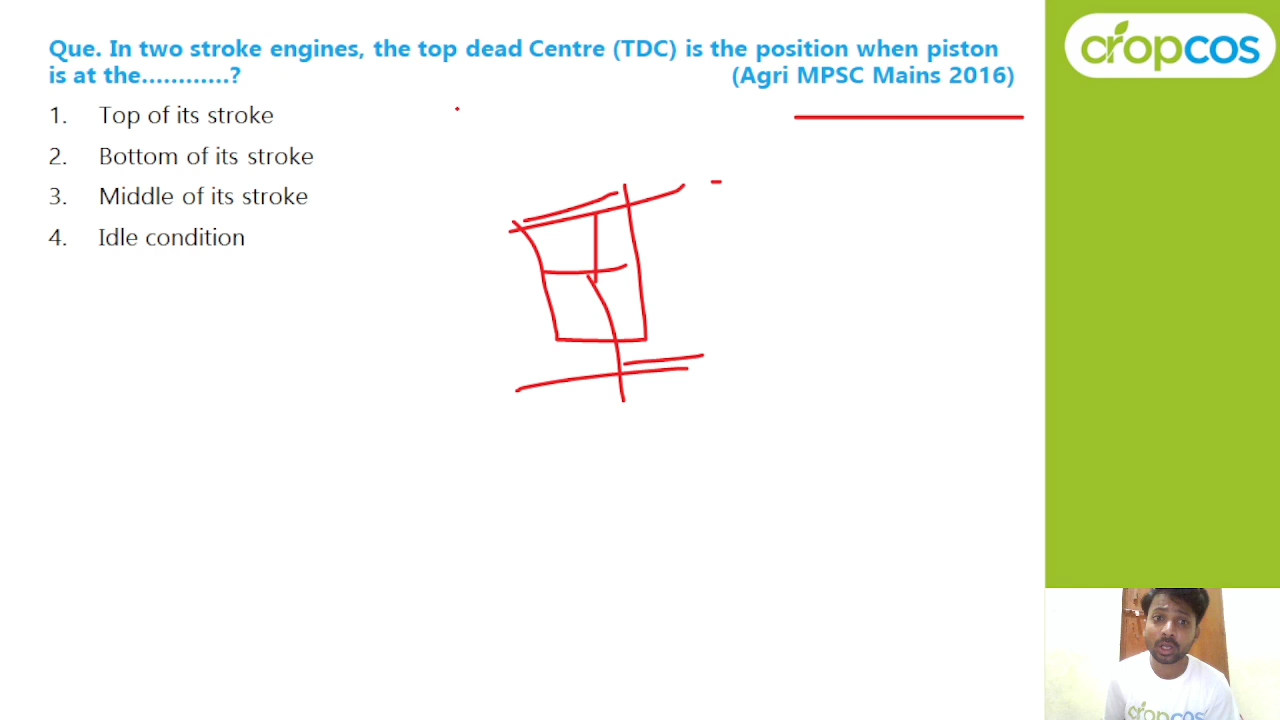 Que. In two stroke engines, the top dead Centre (TDC) is the position when piston
is at the............? (Agri MPSC Mains 2016)
1. Top of its stroke
2. Bottom of its stroke
3. Middle of its stroke
4. Idle condition
cropcos
cropcos